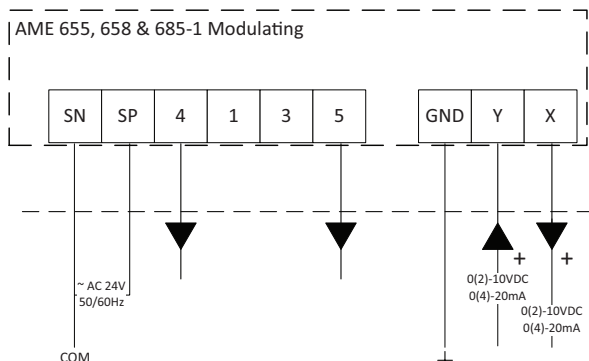 AME 655, 658 & 685-1 Modulating
SN SP 4 1 3 5 GND Y X
+ +
~ AC 24V
50/60Hz
0(2)-10VDC
0(4)-20mA
0(2)-10VDC
0(4)-20mA
COM